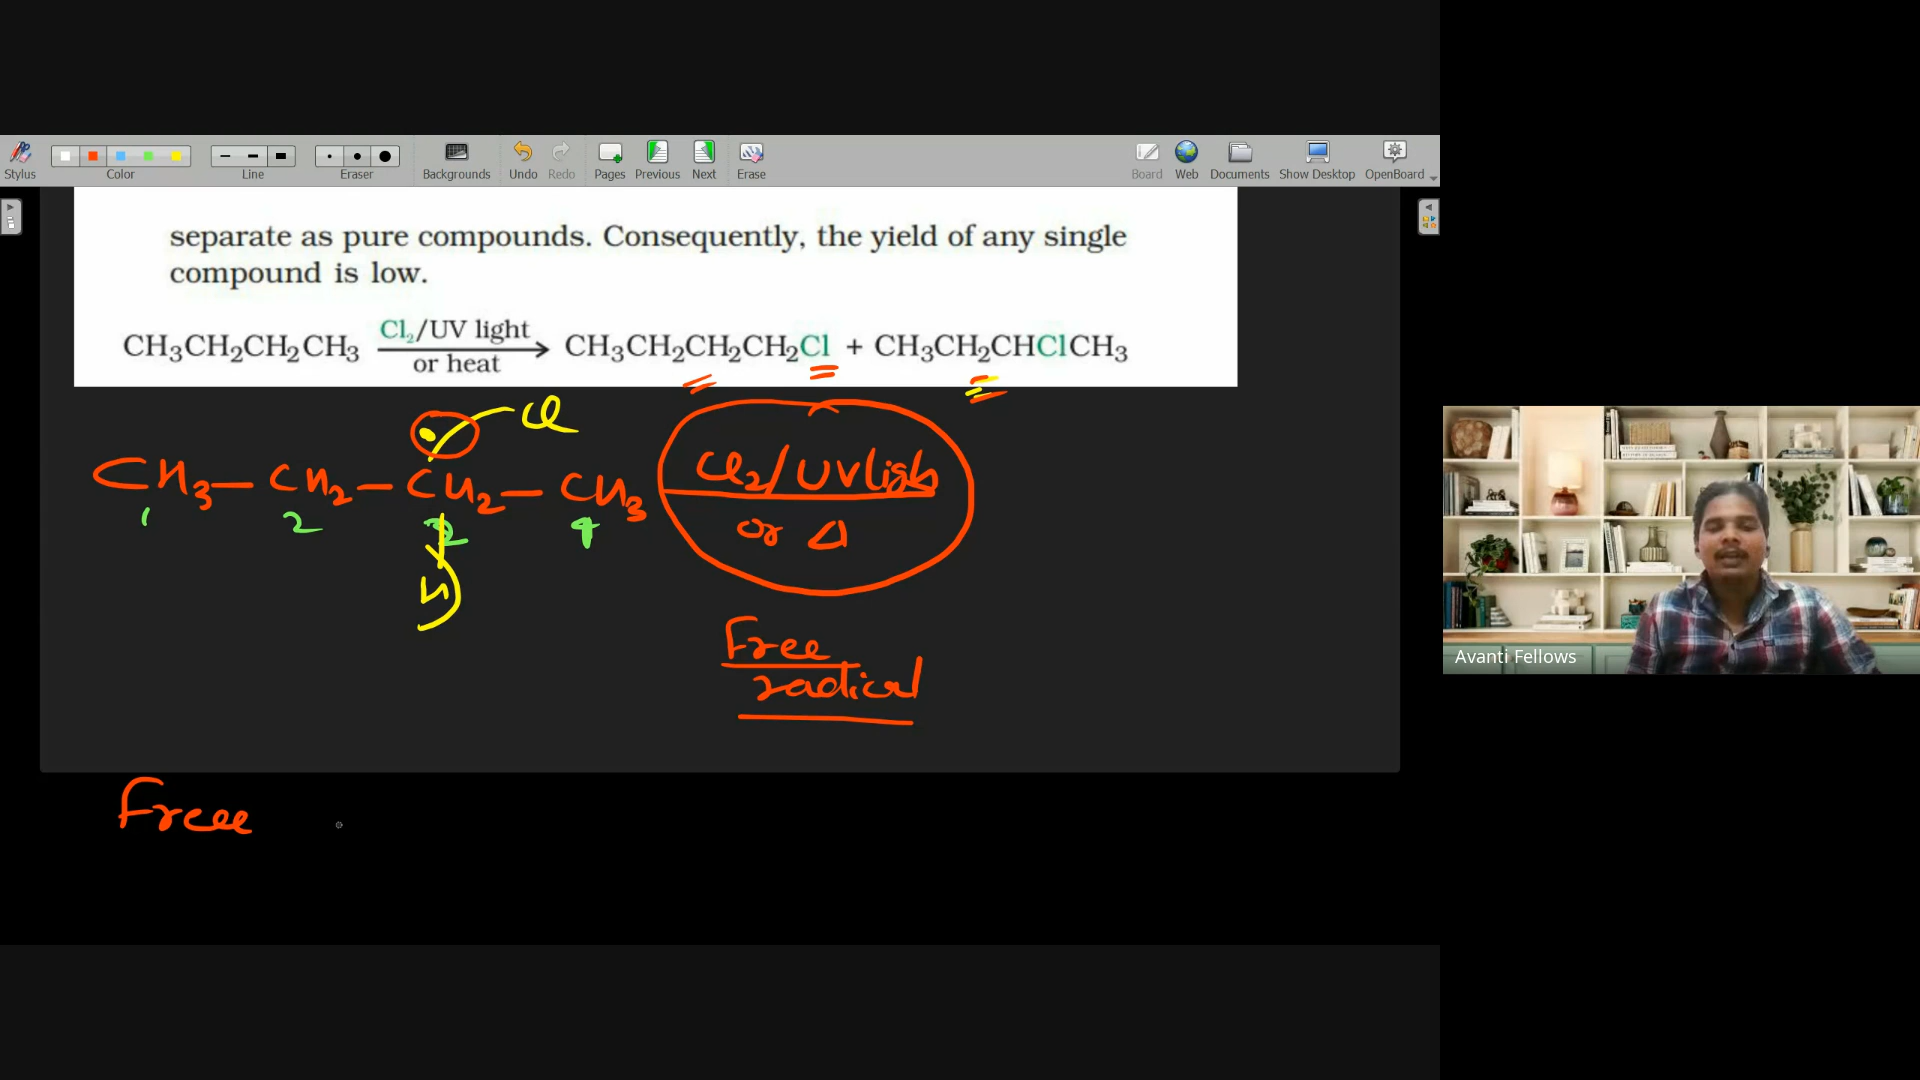 Stylus Color Line Eraser Backgrounds Undo Redo Pages Previous Next Erase Board Web Documents Show Desktop OpenBoard
separate as pure compounds. Consequently, the yield of any single
compound is low.
CH₃CH₂CH₂CH₃ Cl₂/UV light or heat → CH₃CH₂CH₂CH₂Cl + CH₃CH₂CHClCH₃
Cl
CH₃ — CH₂ — CH₂ — CH₃ Cl₂/UV ligh
1 2 3 4 or Δ
H
Free
radical
Freee
Avanti Fellows